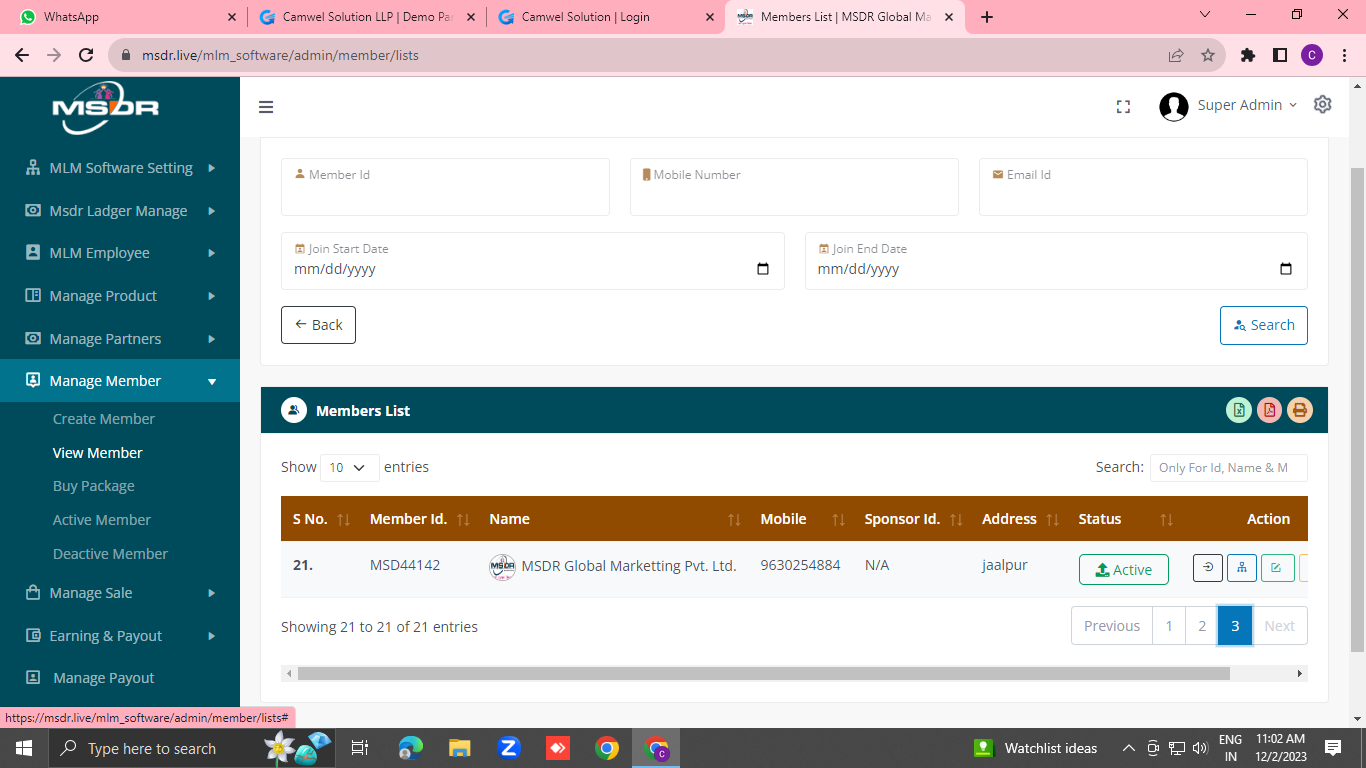 WhatsApp
Camwel Solution LLP | Demo Pa
Camwel Solution | Login
Members List | MSDR Global Ma
msdr.live/mlm_software/admin/member/lists
C
MSDR
Super Admin
MLM Software Setting
Msdr Ladger Manage
MLM Employee
Manage Product
Manage Partners
Manage Member
Create Member
View Member
Buy Package
Active Member
Deactive Member
Manage Sale
Earning & Payout
Manage Payout
Member Id
Mobile Number
Email Id
Join Start Date
mm/dd/yyyy
Join End Date
mm/dd/yyyy
Back
Search
Members List
Show 10 entries
Search: Only For Id, Name & M
S No. Member Id. Name Mobile Sponsor Id. Address Status Action
21. MSD44142 MSDR Global Marketting Pvt. Ltd. 9630254884 N/A jaalpur Active
Showing 21 to 21 of 21 entries
Previous 1 2 3 Next
https://msdr.live/mlm_software/admin/member/lists#
Type here to search
Watchlist ideas
ENG
IN
11:02 AM
12/2/2023